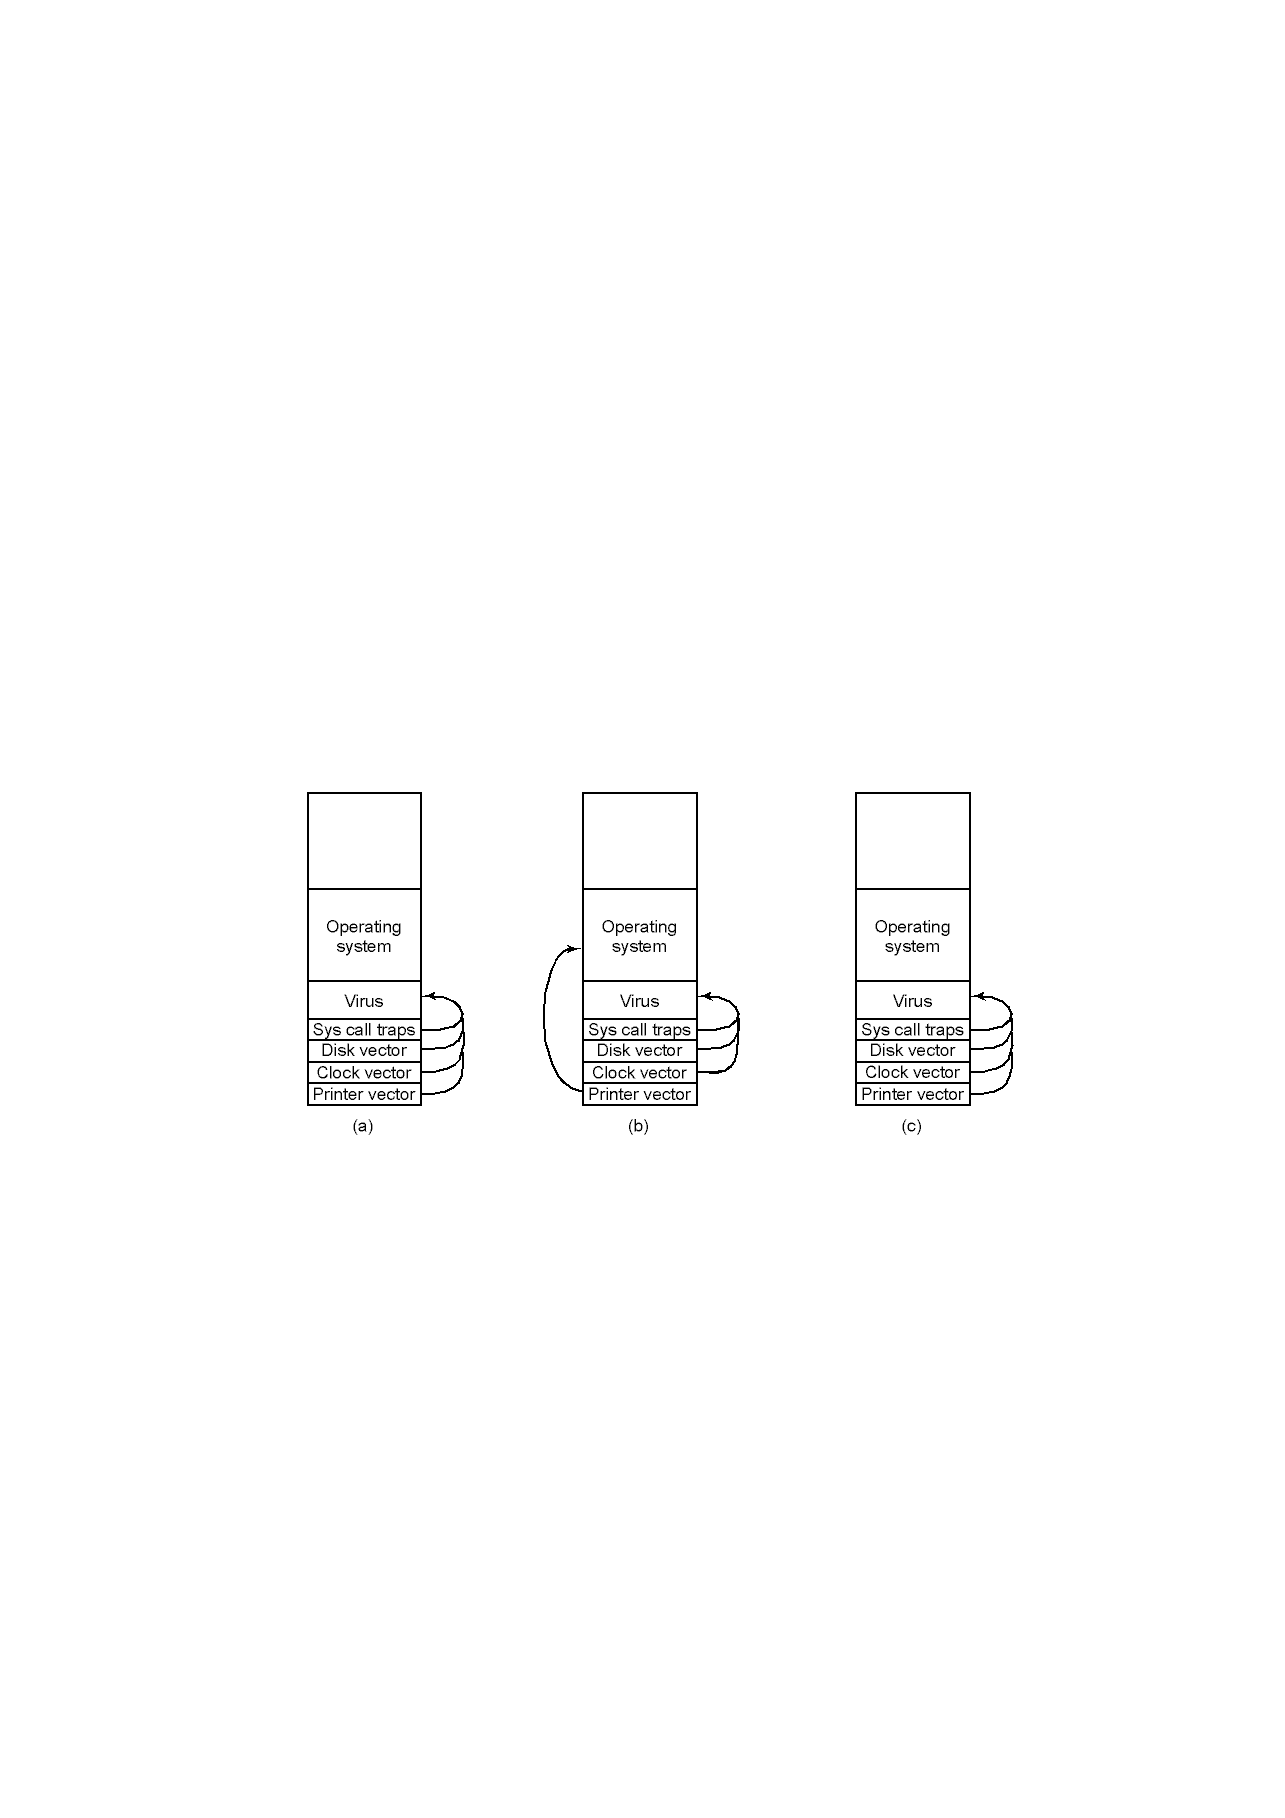 Operating
system
Virus
Sys call traps
Disk vector
Clock vector
Printer vector
(a)
Operating
system
Virus
Sys call traps
Disk vector
Clock vector
Printer vector
(b)
Operating
system
Virus
Sys call traps
Disk vector
Clock vector
Printer vector
(c)